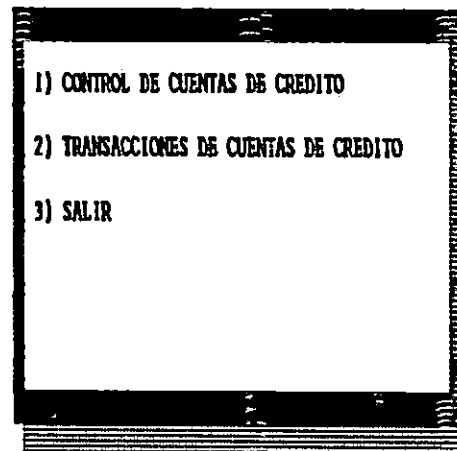 1) CONTROL DE CUENTAS DE CREDITO
2) TRANSACCIONES DE CUENTAS DE CREDITO
3) SALIR